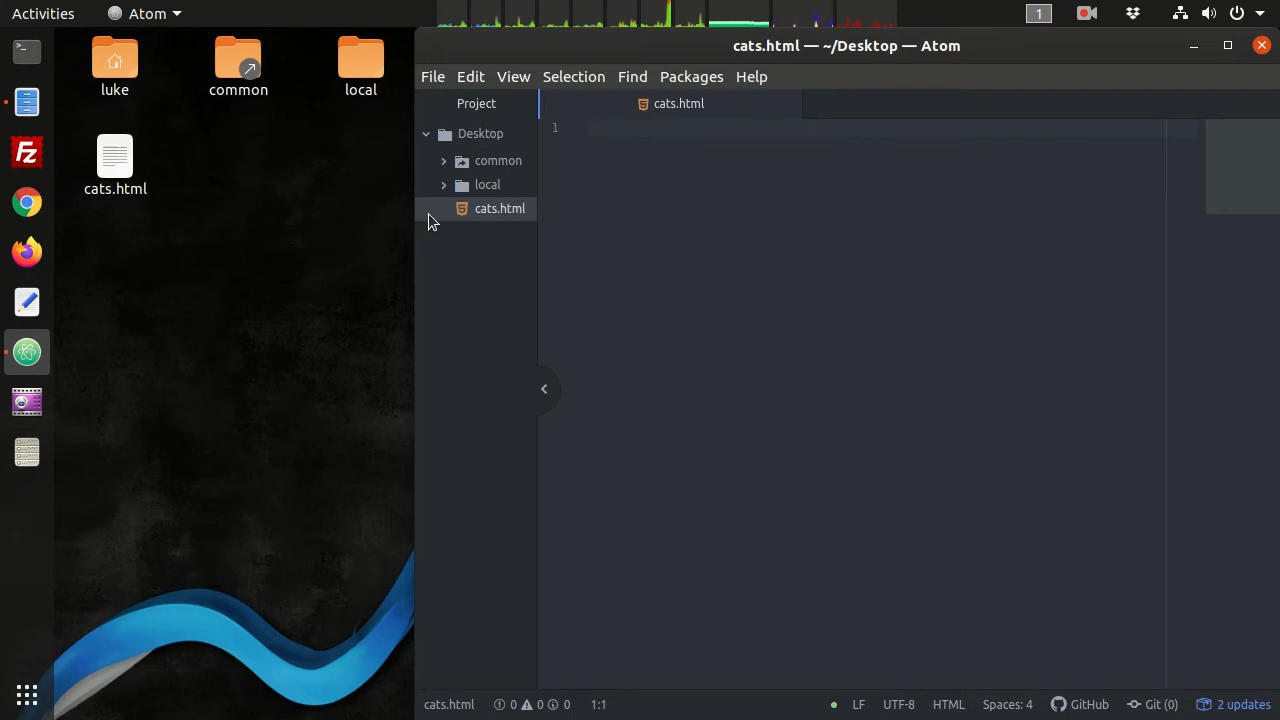 Activities
Atom
1
luke
common
local
cats.html
cats.html — ~/Desktop — Atom
File Edit View Selection Find Packages Help
Project
cats.html
Desktop
common
local
cats.html
1
cats.html
0 0 0
1:1
LF
UTF-8
HTML
Spaces: 4
GitHub
Git (0)
2 updates